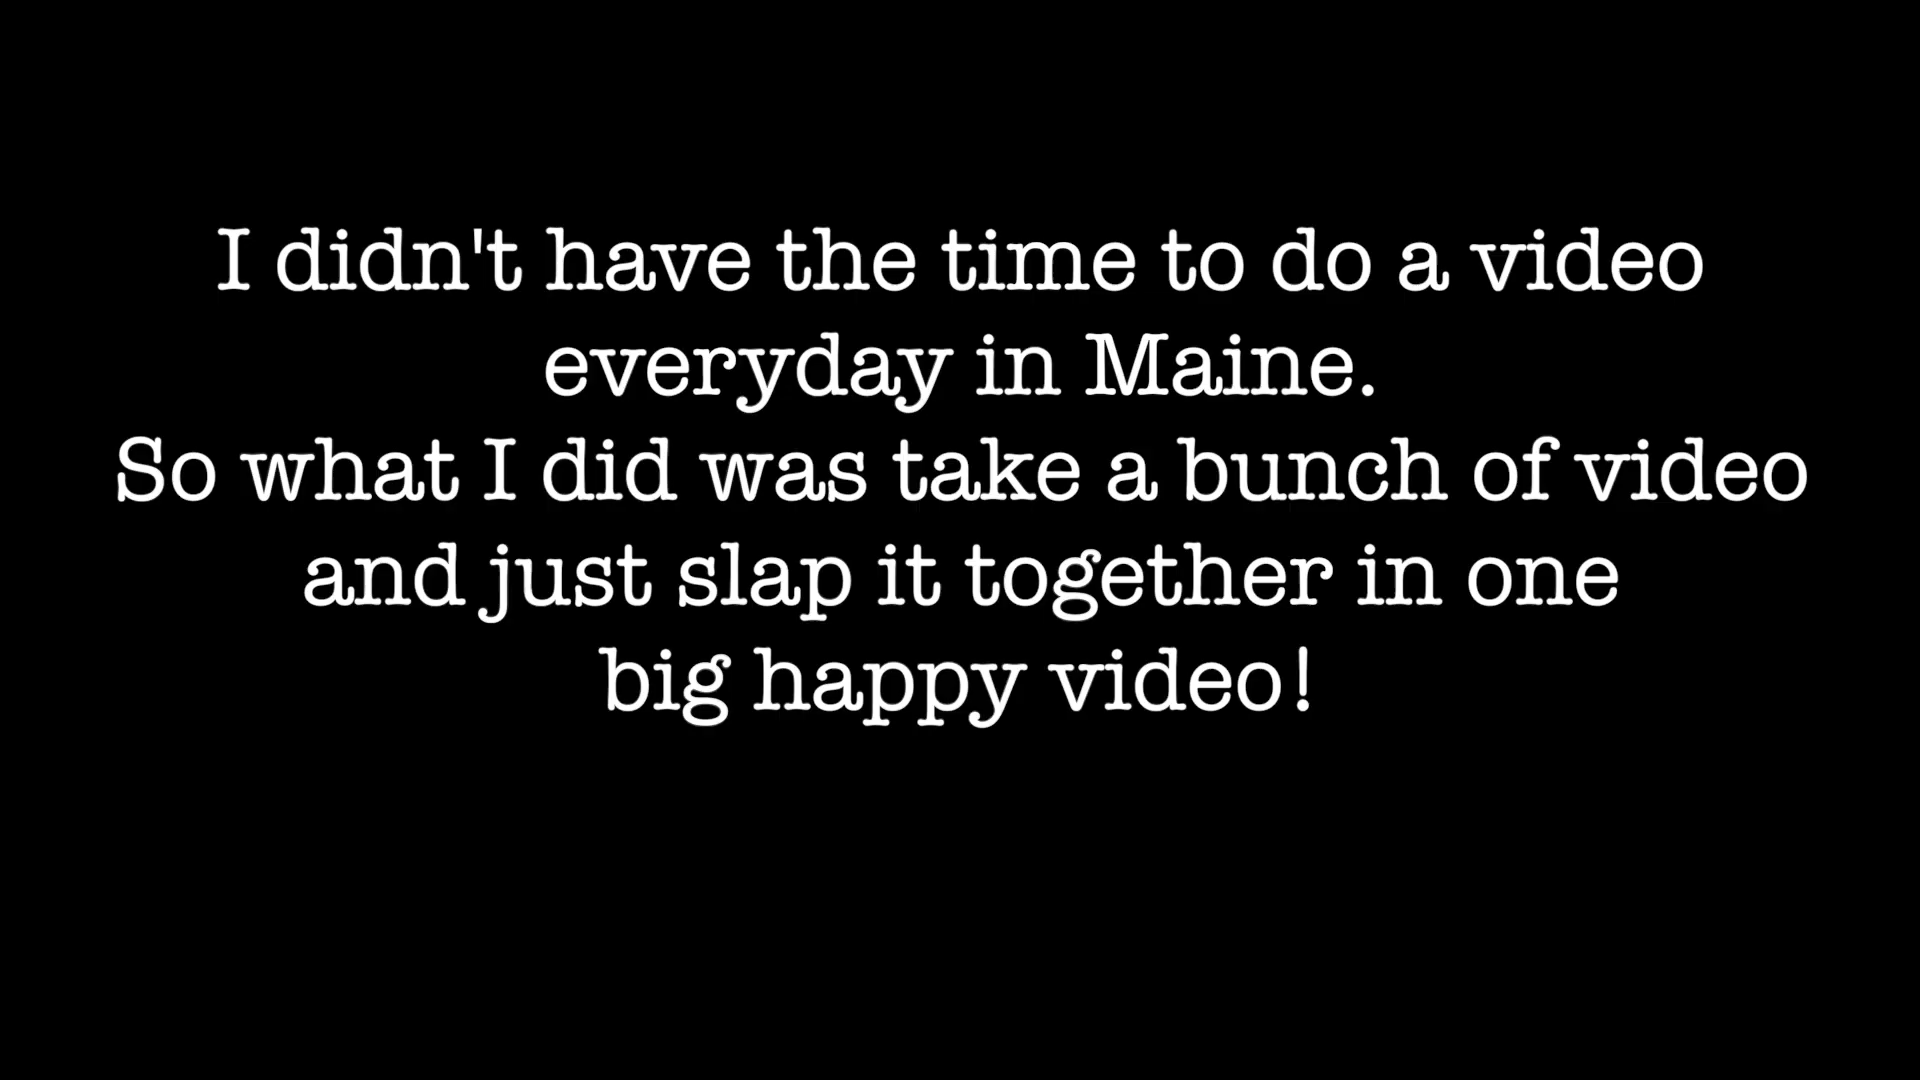 I didn't have the time to do a video
everyday in Maine.
So what I did was take a bunch of video
and just slap it together in one
big happy video!